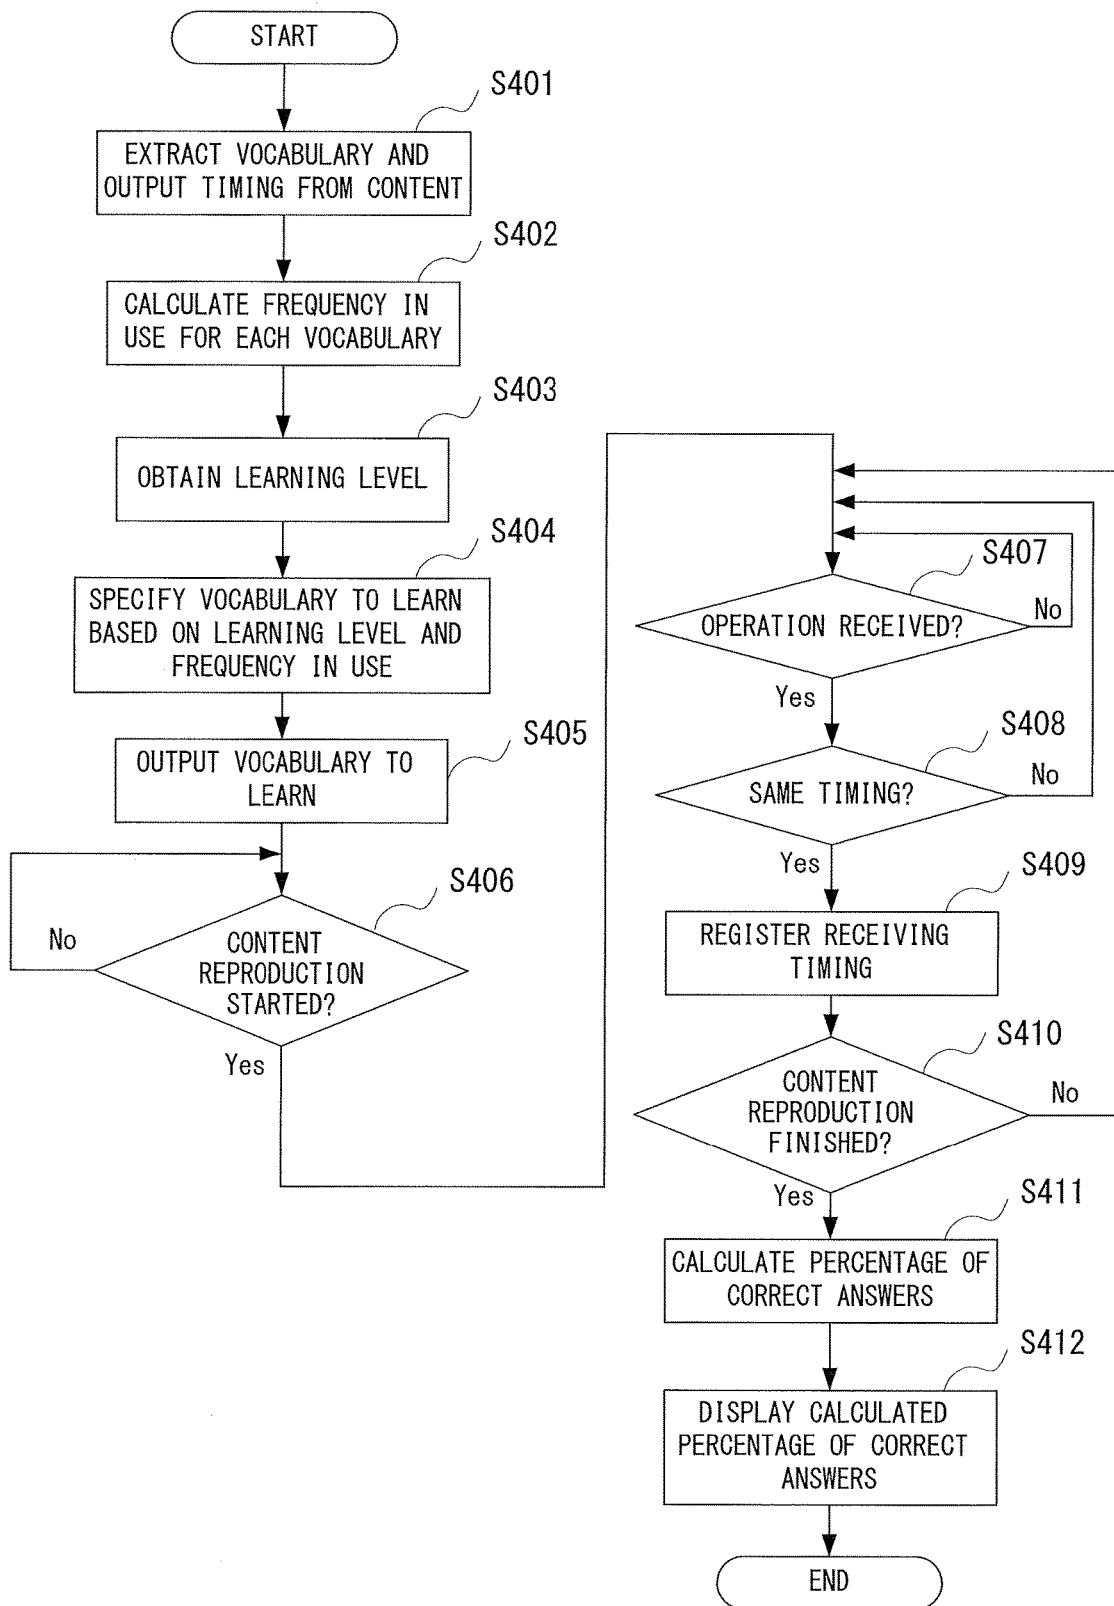 START
S401
EXTRACT VOCABULARY AND
OUTPUT TIMING FROM CONTENT
S402
CALCULATE FREQUENCY IN
USE FOR EACH VOCABULARY
S403
OBTAIN LEARNING LEVEL
S404
SPECIFY VOCABULARY TO LEARN
BASED ON LEARNING LEVEL AND
FREQUENCY IN USE
S405
OUTPUT VOCABULARY TO
LEARN
S406
No
CONTENT
REPRODUCTION
STARTED?
Yes
S407
OPERATION RECEIVED?
No
Yes
S408
SAME TIMING?
No
Yes
S409
REGISTER RECEIVING
TIMING
S410
CONTENT
REPRODUCTION
FINISHED?
No
Yes
S411
CALCULATE PERCENTAGE OF
CORRECT ANSWERS
S412
DISPLAY CALCULATED
PERCENTAGE OF CORRECT
ANSWERS
END